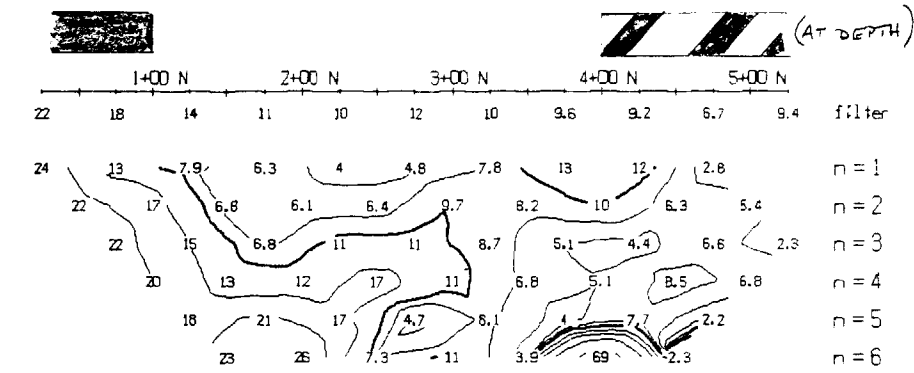 (AT DEPTH)
1+00 N 2+00 N 3+00 N 4+00 N 5+00 N
22 18 14 11 10 12 10 9.6 9.2 6.7 9.4 filter
24 13 7.9 6.3 4 4.8 7.8 13 12 2.8 n = 1
22 17 6.6 6.1 6.4 9.7 8.2 10 6.3 5.4 n = 2
22 15 6.8 11 11 8.7 5.1 4.4 6.6 2.3 n = 3
20 13 12 17 11 6.8 5.1 8.5 6.8 n = 4
18 21 17 4.7 6.1 4 7.7 2.2 n = 5
23 26 7.3 11 3.9 69 2.3 n = 6